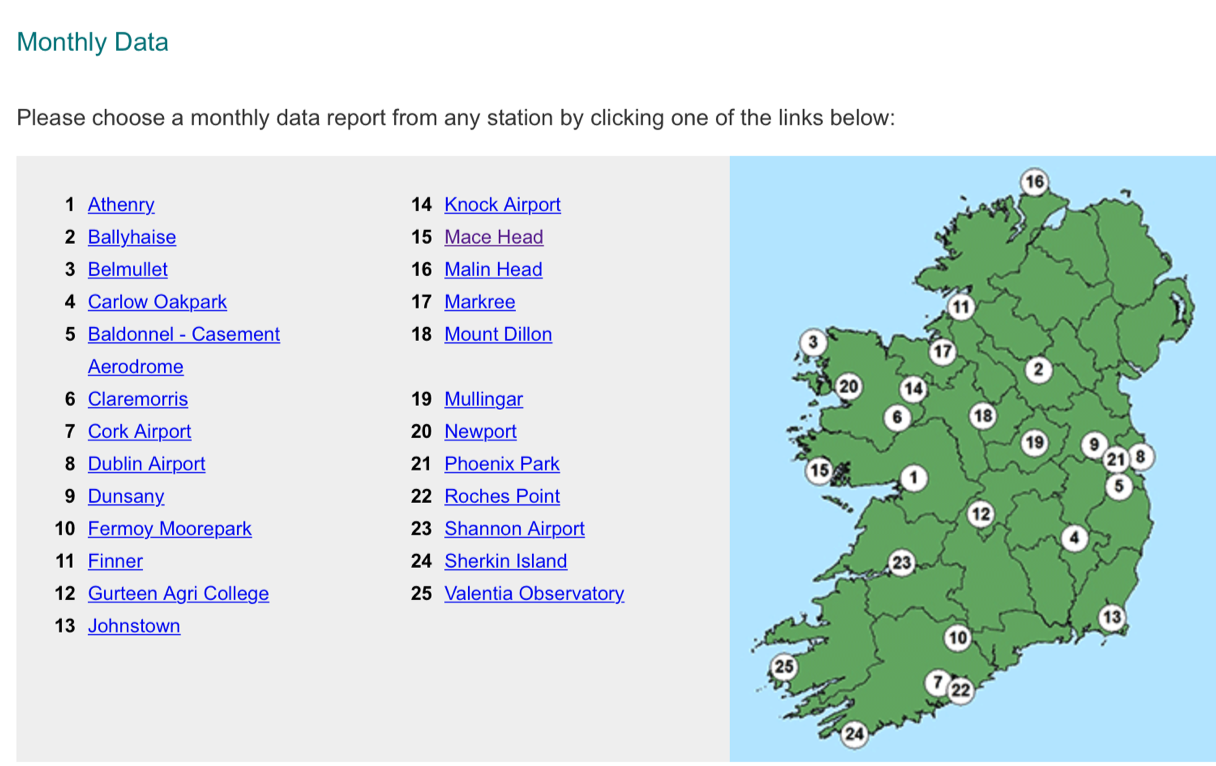 Monthly Data
Please choose a monthly data report from any station by clicking one of the links below:
1 Athenry
2 Ballyhaise
3 Belmullet
4 Carlow Oakpark
5 Baldonnel - Casement
Aerodrome
6 Claremorris
7 Cork Airport
8 Dublin Airport
9 Dunsany
10 Fermoy Moorepark
11 Finner
12 Gurteen Agri College
13 Johnstown
14 Knock Airport
15 Mace Head
16 Malin Head
17 Markree
18 Mount Dillon
19 Mullingar
20 Newport
21 Phoenix Park
22 Roches Point
23 Shannon Airport
24 Sherkin Island
25 Valentia Observatory
16
11
3
17
2
20
14
6
18
19
9
21
8
15
1
5
12
4
23
13
10
25
7
22
24